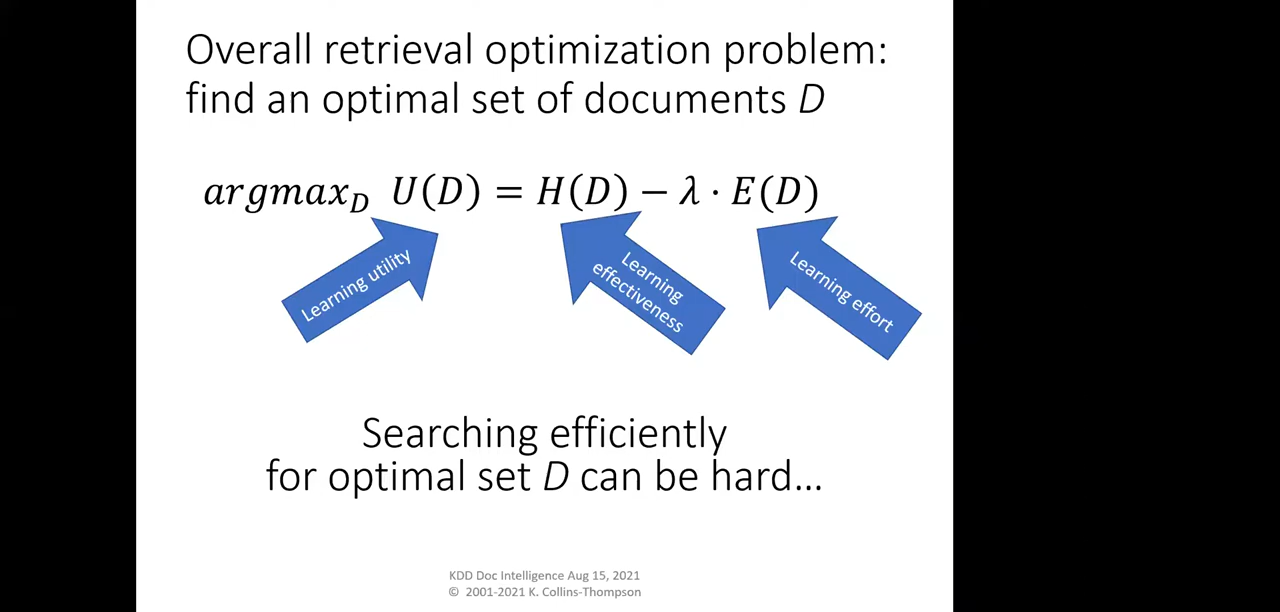 Overall retrieval optimization problem:
find an optimal set of documents D
argmax_D U(D) = H(D) − λ · E(D)
Learning utility
Learning
effectiveness
Learning effort
Searching efficiently
for optimal set D can be hard...
KDD Doc Intelligence Aug 15, 2021
© 2001-2021 K. Collins-Thompson